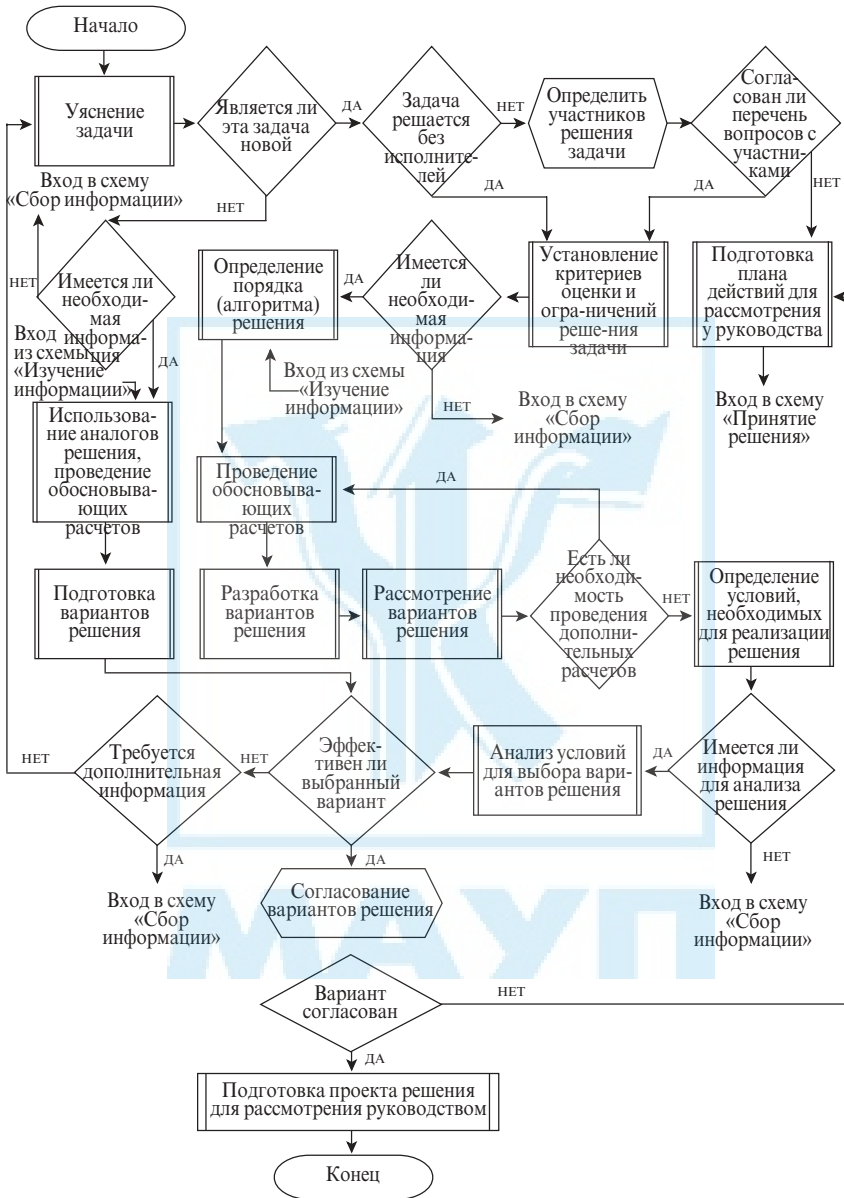 Начало
Уяснение
задачи
Является ли
эта задача
новой
ДА
Задача
решается
без
исполните-
лей
НЕТ
Определить
участников
решения
задачи
Согла-
сован ли
перечень
вопросов с
участни-
ками
Вход в схему
«Сбор информации»
НЕТ
ДА
ДА
НЕТ
НЕТ
Имеется ли
необходи-
мая
информа-
ция
ДА
Вход
из схемы
«Изучение
информации»
Определение
порядка
(алгоритма)
решения
ДА
Имеется
ли
необходи-
мая
информация
Установление
критериев
оценки и
огра-ничений
реше-ния
задачи
Подготовка
плана
действий для
рассмотрения
у руководства
Вход из схемы
«Изучение
информации»
НЕТ
Вход в схему
«Сбор
информации»
Вход в схему
«Принятие
решения»
Использова-
ние аналогов
решения,
проведение
обосновыва-
ющих
расчетов
Проведение
обосновыва-
ющих
расчетов
ДА
Подготовка
вариантов
решения
Разработка
вариантов
решения
Рассмотрение
вариантов
решения
Есть ли
необходи-
мость
проведения
дополни-
тельных
расчетов
НЕТ
Определение
условий,
необходимых
для реализации
решения
НЕТ
Требуется
дополнительная
информация
НЕТ
Эффек-
тивен ли
выбранный
вариант
Анализ условий
для выбора вари-
антов решения
ДА
Имеется ли
информация
для анализа
решения
ДА
ДА
НЕТ
Вход в схему
«Сбор
информации»
Согласование
вариантов решения
Вход в схему
«Сбор
информации»
МАУП
Вариант
согласован
НЕТ
ДА
Подготовка проекта решения
для рассмотрения руководством
Конец